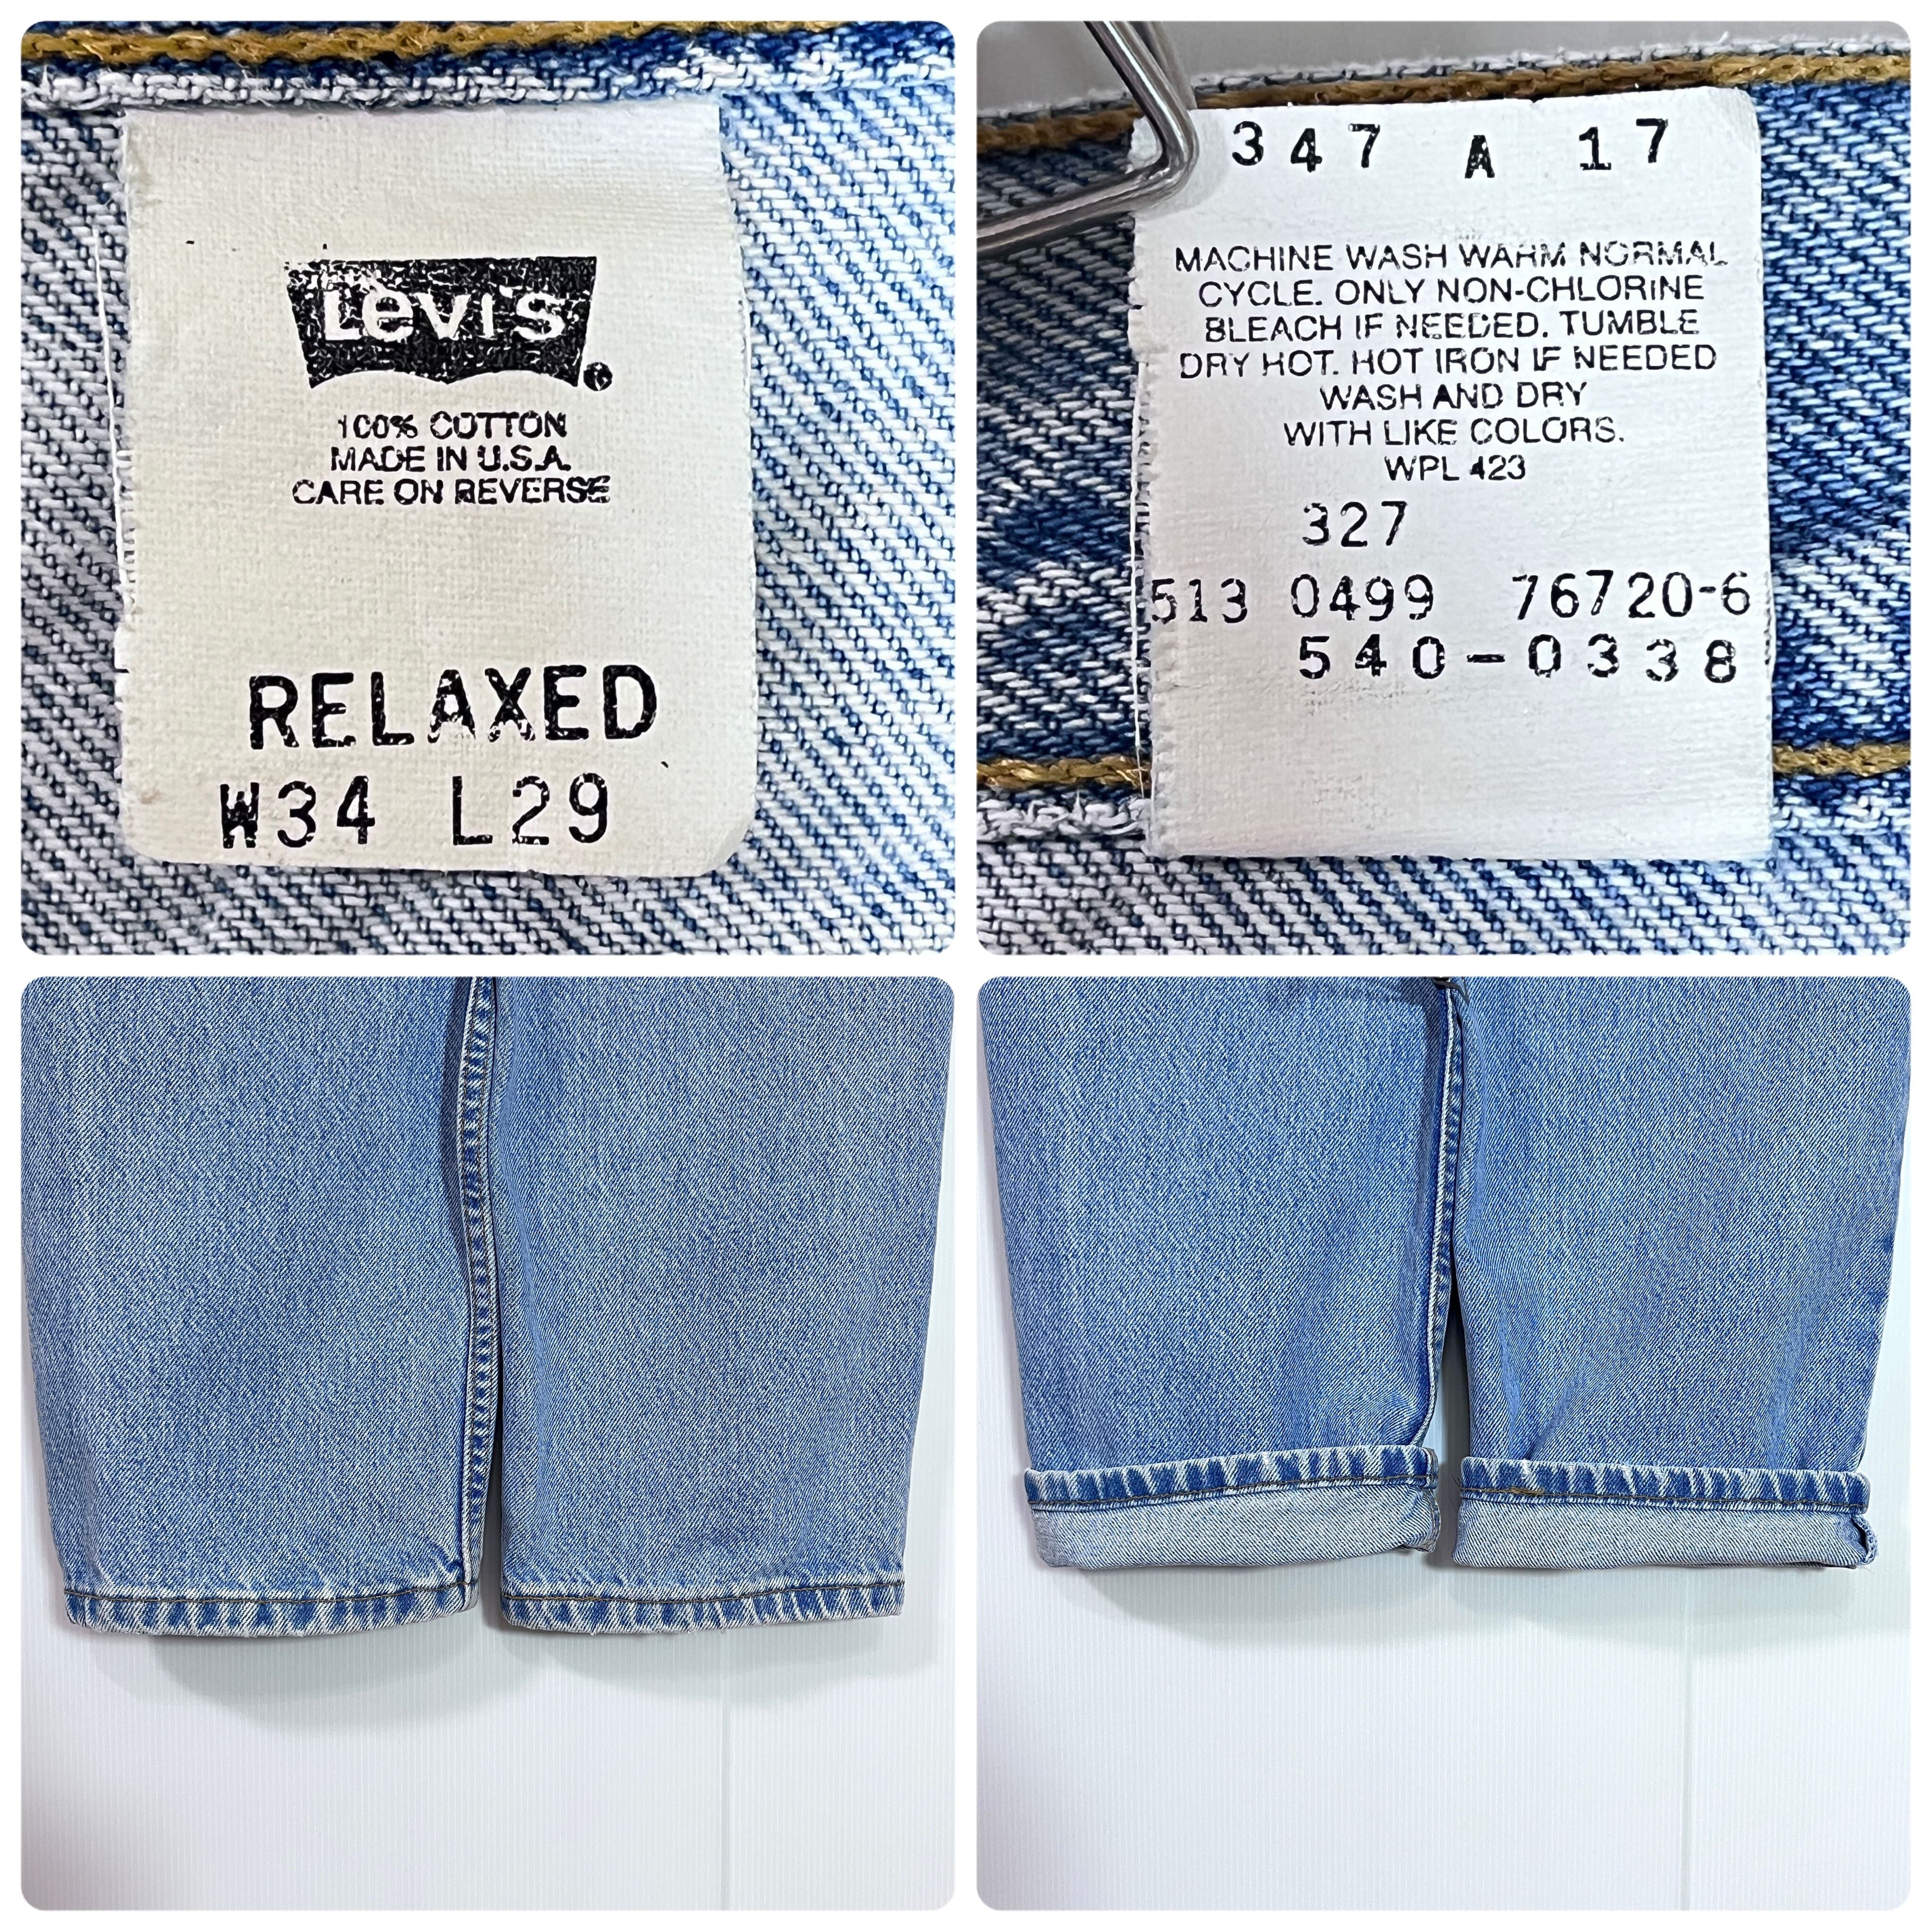 Levi's
100% COTTON
MADE IN U.S.A.
CARE ON REVERSE
RELAXED
W34 L29
347 A 17
MACHINE WASH WARM NORMAL
CYCLE. ONLY NON-CHLORINE
BLEACH IF NEEDED. TUMBLE
DRY HOT. HOT IRON IF NEEDED
WASH AND DRY
WITH LIKE COLORS.
WPL 423
327
513 0499 76720-6
540-0338